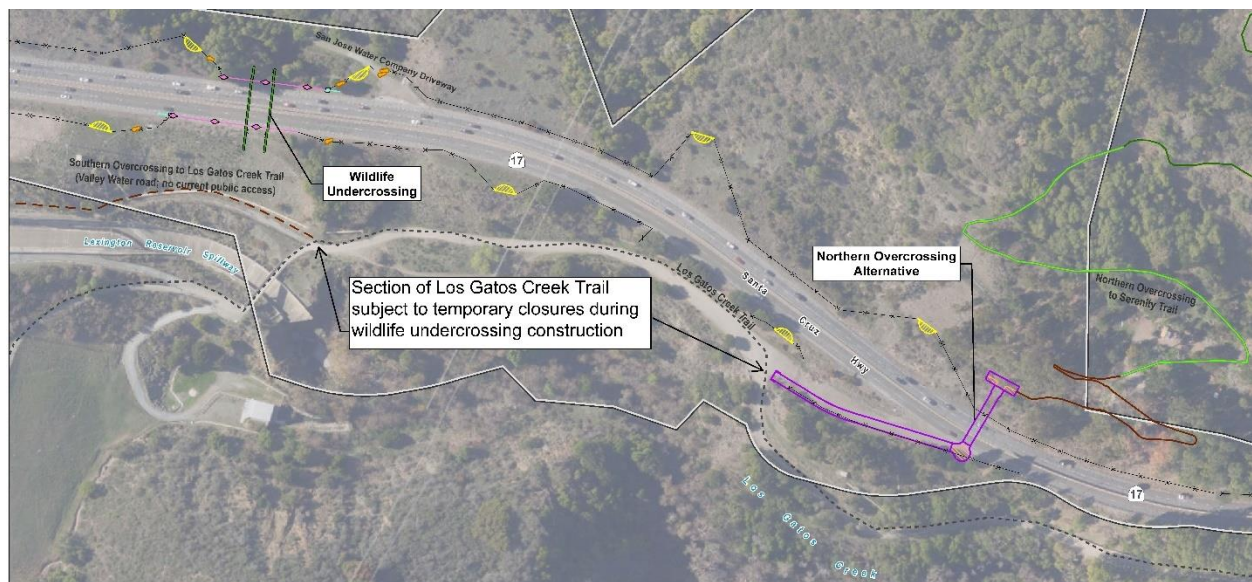 San Jose Water Company Driveway
17
Southern Overcrossing to Los Gatos Creek Trail
(Valley Water road; no current public access)
Wildlife
Undercrossing
Lexington Reservoir Spillway
Section of Los Gatos Creek Trail
subject to temporary closures during
wildlife undercrossing construction
Los Gatos Creek Trail
Santa Cruz Hwy
Northern Overcrossing
Alternative
Northern Overcrossing
to Serenity Trail
Los Gatos Creek
17